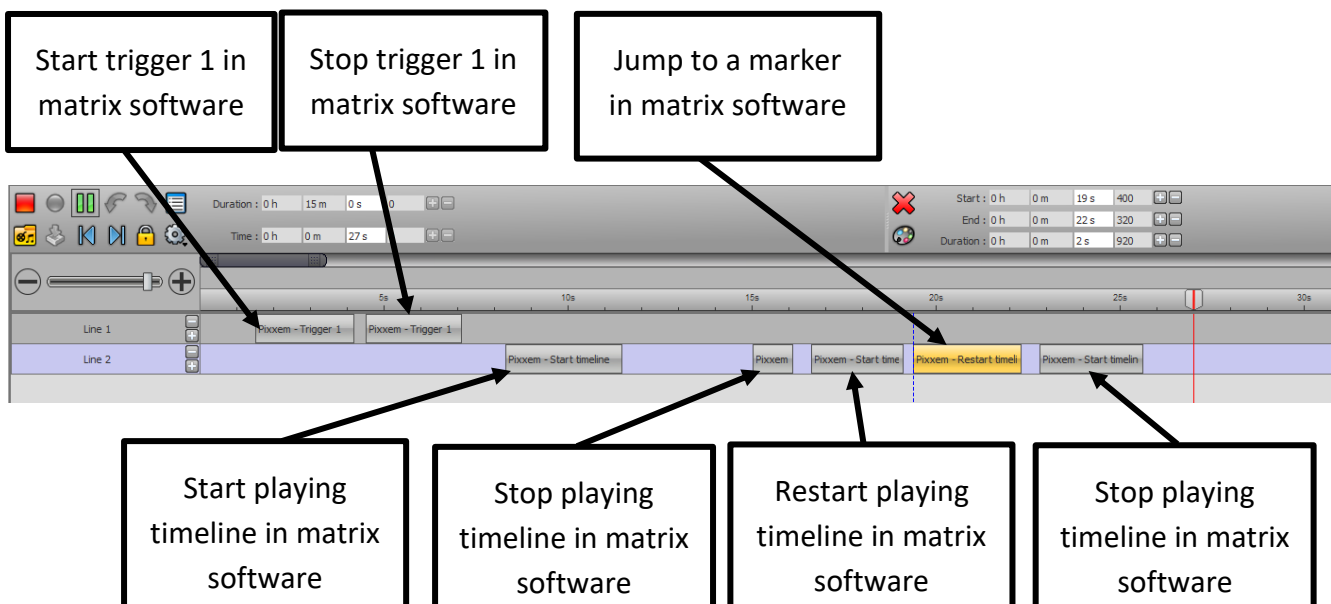 Start trigger 1 in
matrix software
Stop trigger 1 in
matrix software
Jump to a marker
in matrix software
Duration : 0 h 15 m 0 s 0
Time : 0 h 0 m 27 s
Start : 0 h 0 m 19 s 400
End : 0 h 0 m 22 s 320
Duration : 0 h 0 m 2 s 920
5s 10s 15s 20s 25s 30s
Line 1 Pixxem - Trigger 1 Pixxem - Trigger 1
Line 2 Pixxem - Start timeline Pixxem Pixxem - Start time Pixxem - Restart timeli Pixxem - Start timelin
Start playing
timeline in matrix
software
Stop playing
timeline in matrix
software
Restart playing
timeline in matrix
software
Stop playing
timeline in matrix
software